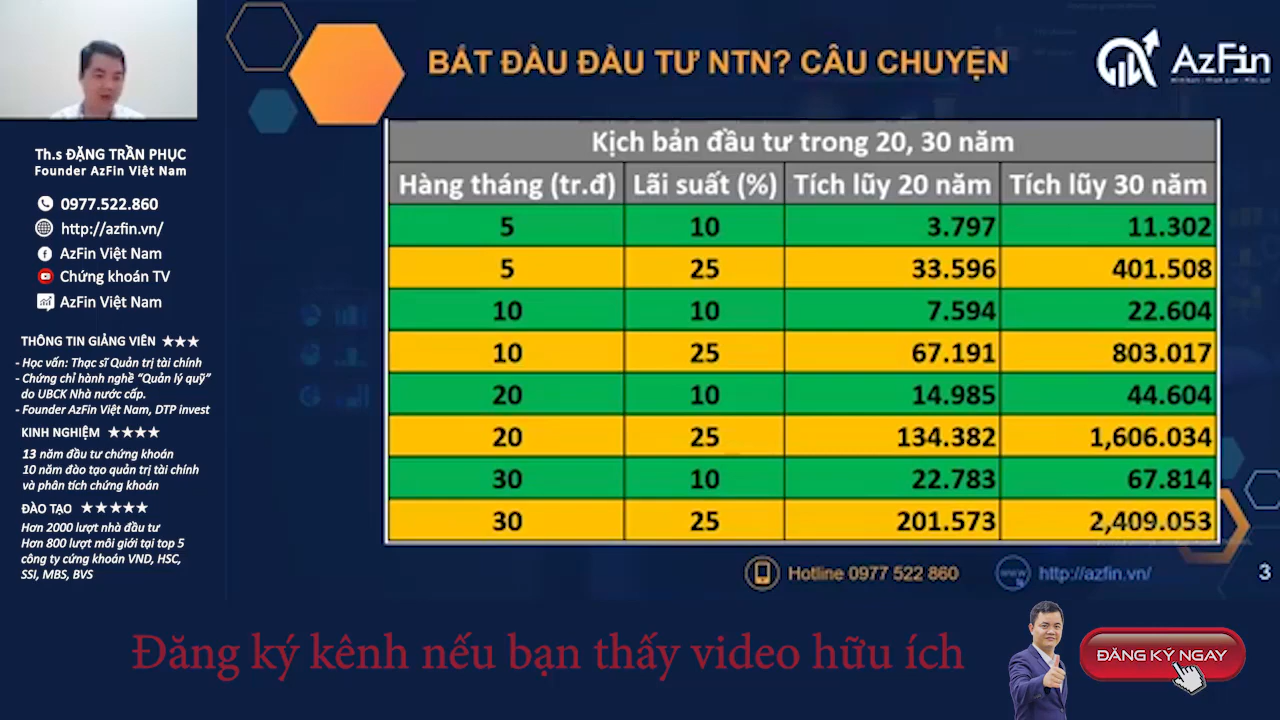 BẮT ĐẦU ĐẦU TƯ NTN? CÂU CHUYỆN
AzFin
Th.s ĐẶNG TRẦN PHỤC
Founder AzFin Việt Nam
0977.522.860
http://azfin.vn/
AzFin Việt Nam
Chứng khoán TV
AzFin Việt Nam
THÔNG TIN GIẢNG VIÊN ★★★
- Học vấn: Thạc sĩ Quản trị tài chính
- Chứng chỉ hành nghề "Quản lý quỹ"
do UBCK Nhà nước cấp.
- Founder AzFin Việt Nam, DTP invest
KINH NGHIỆM ★★★★
13 năm đầu tư chứng khoán
10 năm đào tạo quản trị tài chính
và phân tích chứng khoán
ĐÀO TẠO ★★★★★
Hơn 2000 lượt nhà đầu tư
Hơn 800 lượt môi giới tại top 5
công ty cứng khoán VND, HSC,
SSI, MBS, BVS
Kịch bản đầu tư trong 20, 30 năm
Hàng tháng (tr.đ) Lãi suất (%) Tích lũy 20 năm Tích lũy 30 năm
5 10 3.797 11.302
5 25 33.596 401.508
10 10 7.594 22.604
10 25 67.191 803.017
20 10 14.985 44.604
20 25 134.382 1,606.034
30 10 22.783 67.814
30 25 201.573 2,409.053
Hotline 0977 522 860 www http://azfin.vn/ 3
Đăng ký kênh nếu bạn thấy video hữu ích
ĐĂNG KÝ NGAY